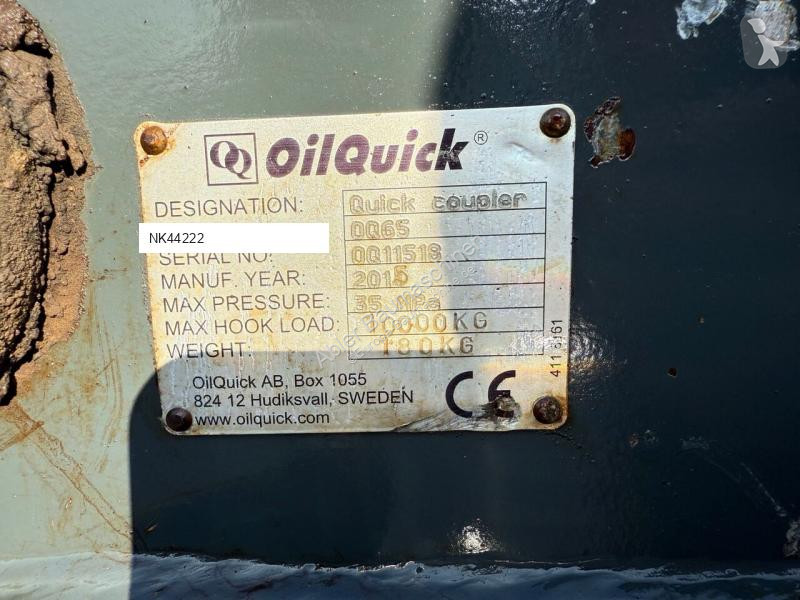 OQ OilQuick ®
DESIGNATION: Quick coupler
NK44222 OQ65
SERIAL NO: OQ11518
MANUF. YEAR: 2015
MAX PRESSURE: 35 MPa
MAX HOOK LOAD: 10000KG
WEIGHT: 180KG
OilQuick AB, Box 1055
824 12 Hudiksvall, SWEDEN
www.oilquick.com
CE